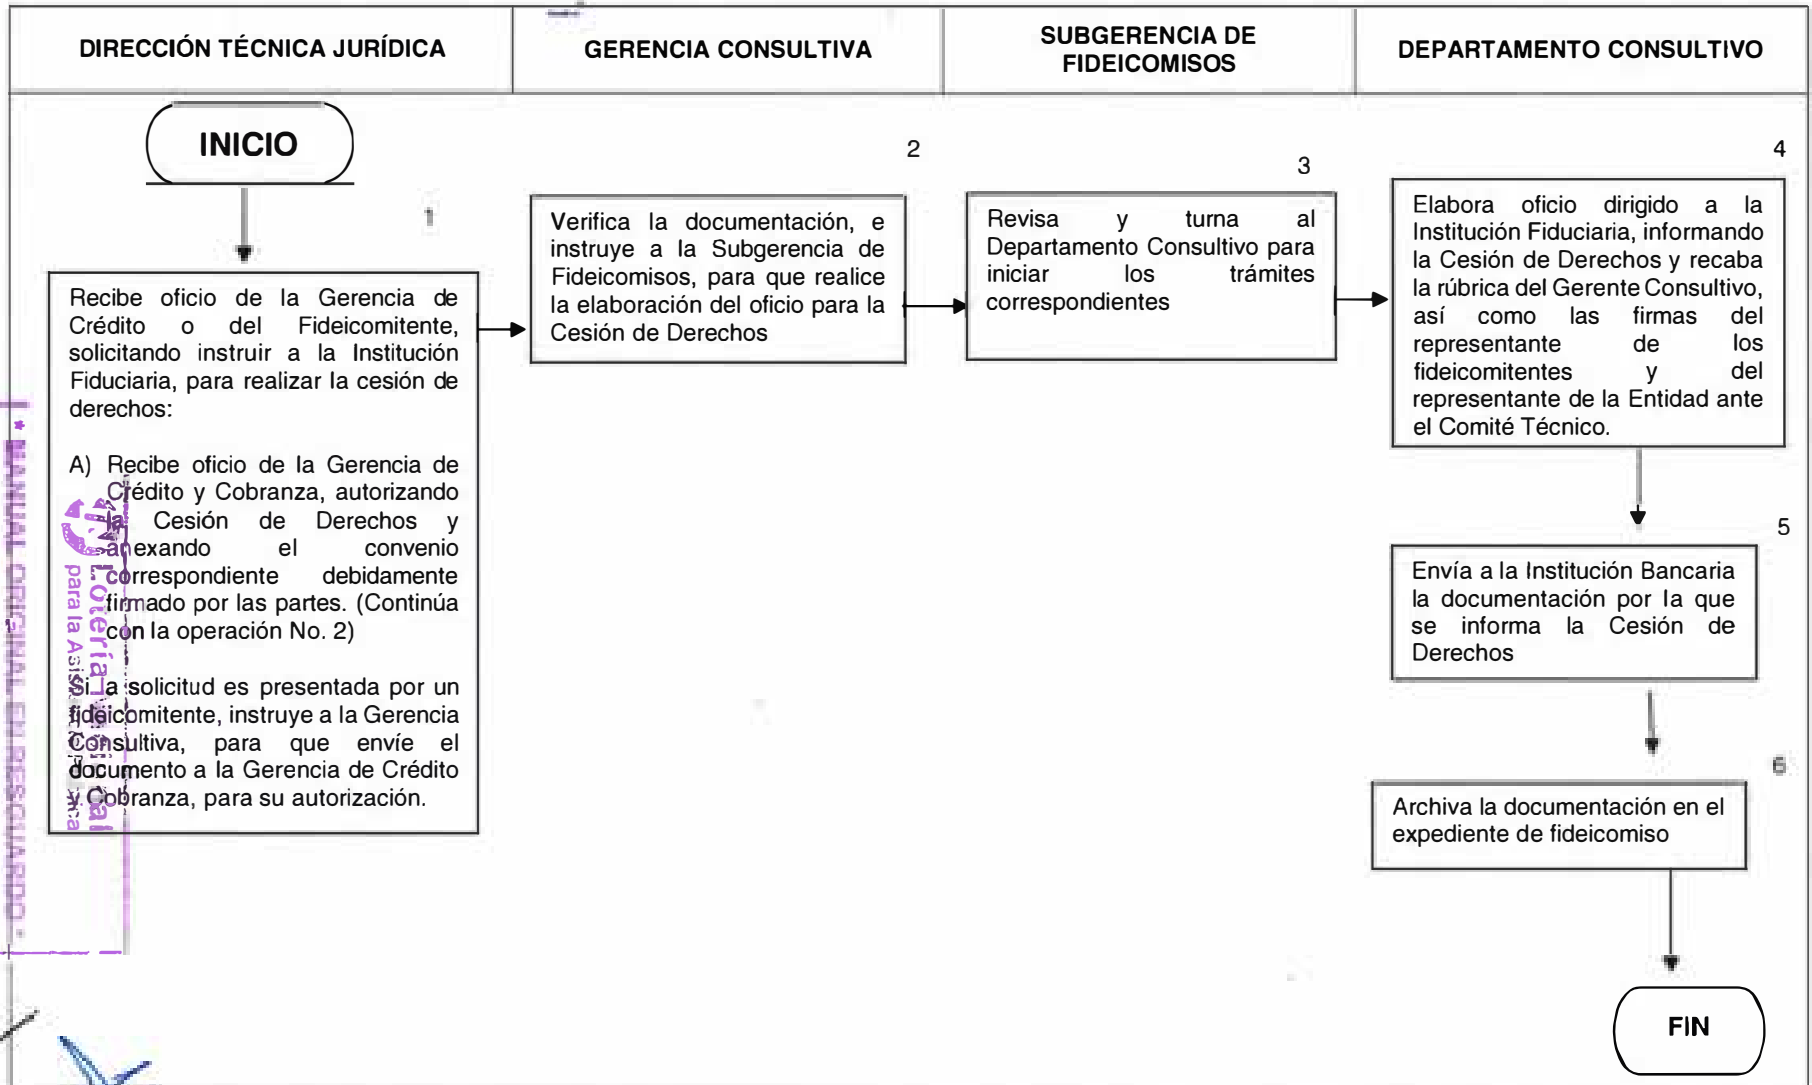 DIRECCIÓN TÉCNICA JURÍDICA
GERENCIA CONSULTIVA
SUBGERENCIA DE
FIDEICOMISOS
DEPARTAMENTO CONSULTIVO
INICIO
1
Recibe oficio de la Gerencia de
Crédito o del Fideicomitente,
solicitando instruir a la Institución
Fiduciaria, para realizar la cesión de
derechos:
A) Recibe oficio de la Gerencia de
Crédito y Cobranza, autorizando
la Cesión de Derechos y
anexando el convenio
correspondiente debidamente
firmado por las partes. (Continúa
con la operación No. 2)
Si la solicitud es presentada por un
fideicomitente, instruye a la Gerencia
Consultiva, para que envíe el
documento a la Gerencia de Crédito
y Cobranza, para su autorización.
2
Verifica la documentación, e
instruye a la Subgerencia de
Fideicomisos, para que realice
la elaboración del oficio para la
Cesión de Derechos
3
Revisa y turna al
Departamento Consultivo para
iniciar los trámites
correspondientes
4
Elabora oficio dirigido a la
Institución Fiduciaria, informando
la Cesión de Derechos y recaba
la rúbrica del Gerente Consultivo,
así como las firmas del
representante de los
fideicomitentes y del
representante de la Entidad ante
el Comité Técnico.
5
Envía a la Institución Bancaria
la documentación por la que
se informa la Cesión de
Derechos
6
Archiva la documentación en el
expediente de fideicomiso
FIN
* MANUAL ORIGINAL EN RESGUARDO
Lotería
para la